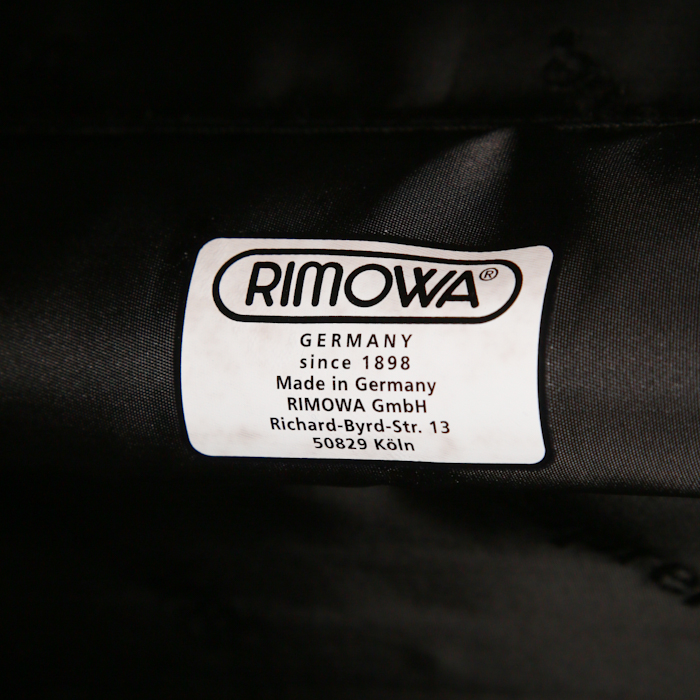 RIMOWA®
GERMANY
since 1898
Made in Germany
RIMOWA GmbH
Richard-Byrd-Str. 13
50829 Köln